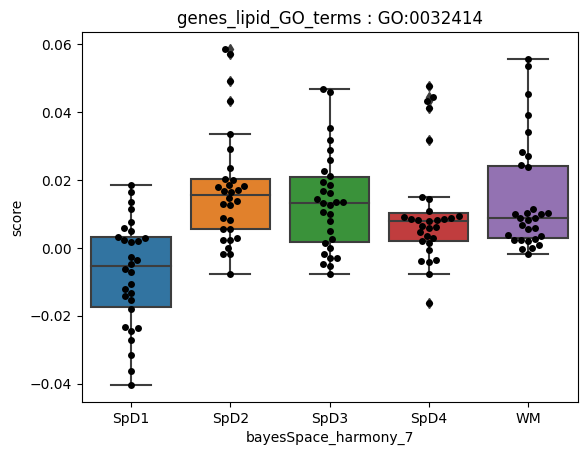 genes_lipid_GO_terms : GO:0032414
0.06
0.04
0.02
0.00
−0.02
−0.04
score
SpD1 SpD2 SpD3 SpD4 WM
bayesSpace_harmony_7